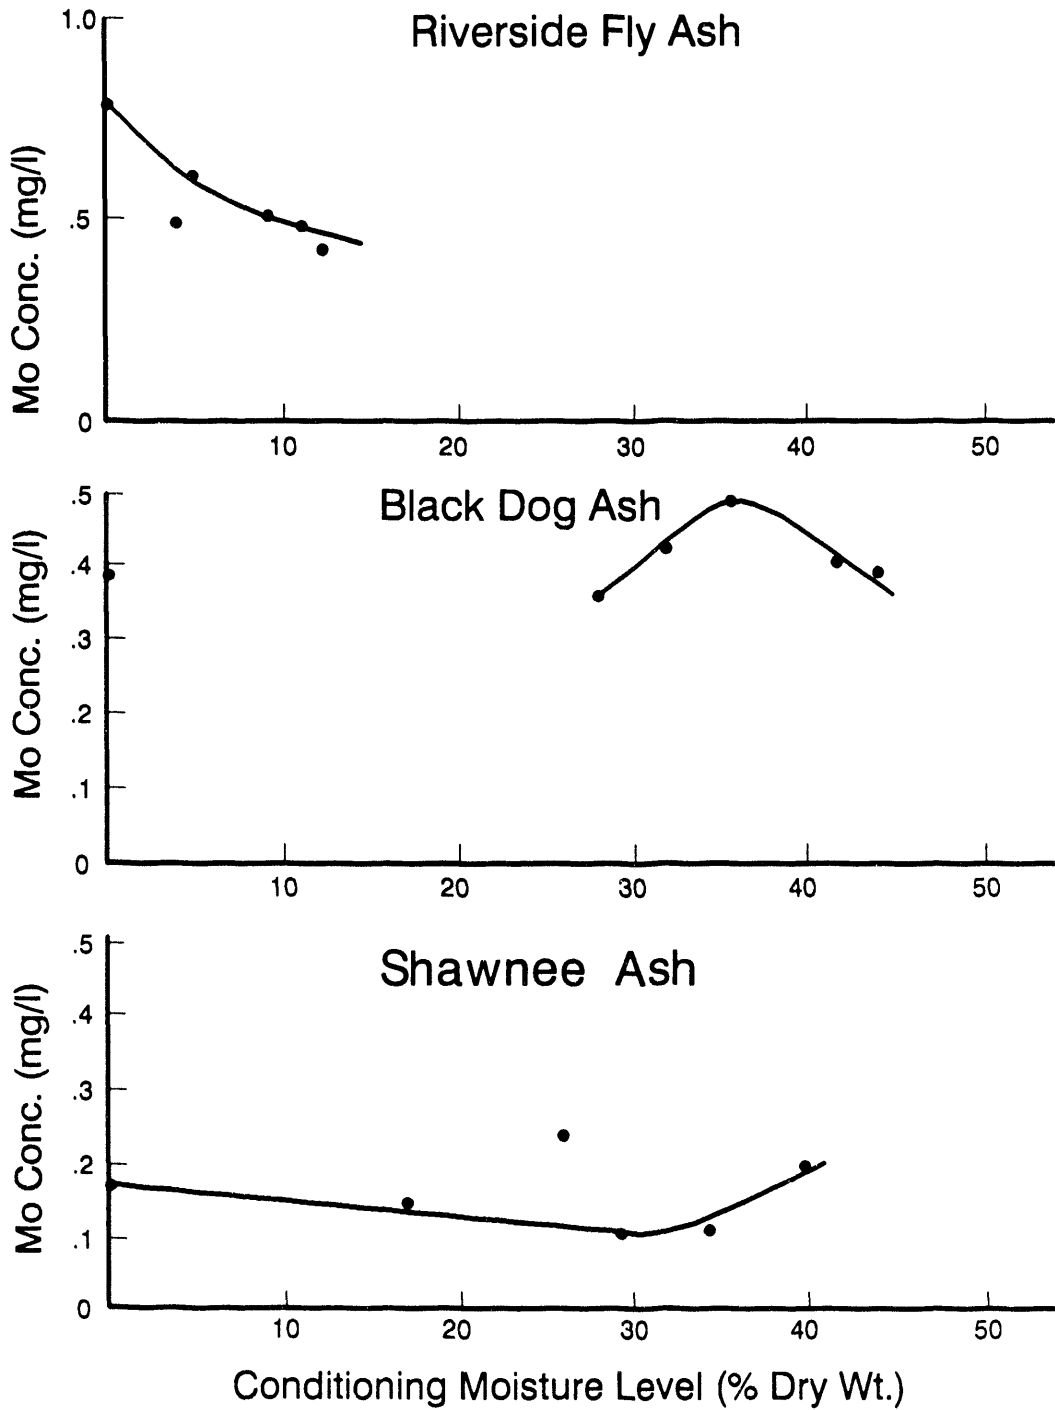 Riverside Fly Ash
Mo Conc. (mg/l)
1.0
.5
0
10 20 30 40 50
Black Dog Ash
Mo Conc. (mg/l)
.5
.4
.3
.2
.1
0
10 20 30 40 50
Shawnee Ash
Mo Conc. (mg/l)
.5
.4
.3
.2
.1
0
10 20 30 40 50
Conditioning Moisture Level (% Dry Wt.)